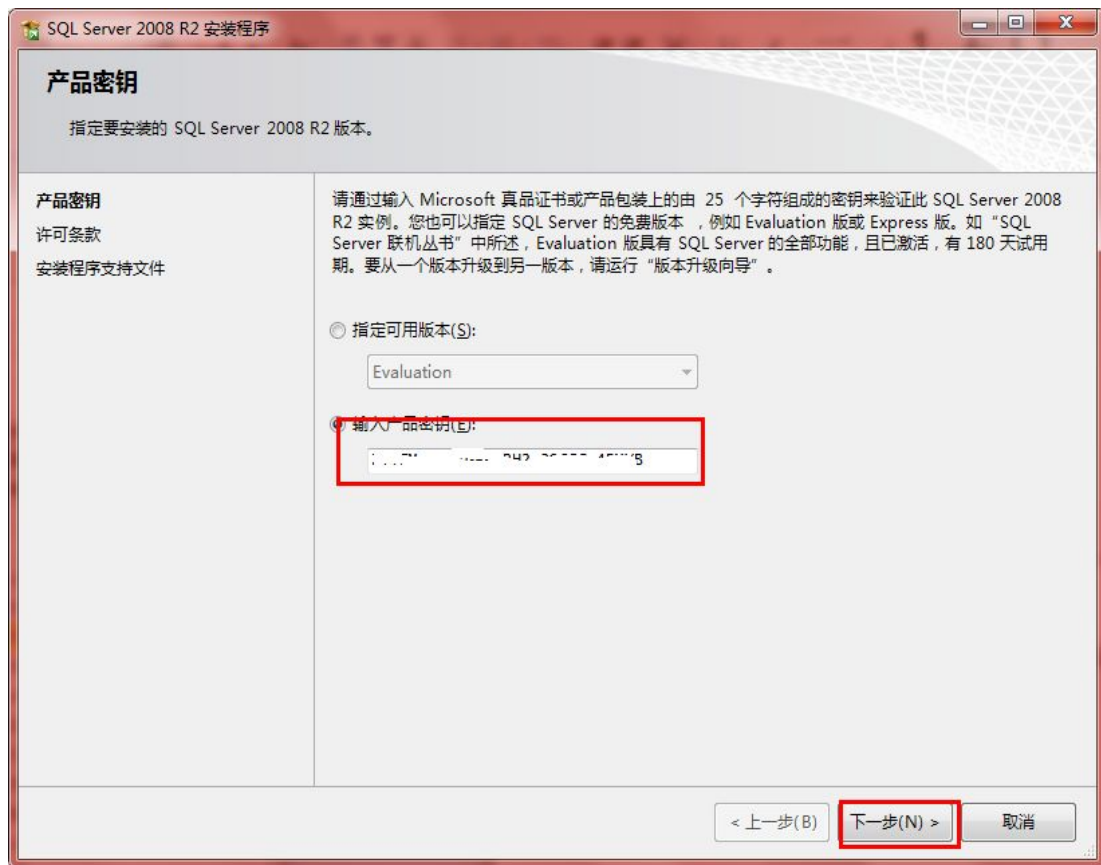 SQL Server 2008 R2 安装程序
产品密钥
指定要安装的 SQL Server 2008 R2 版本。
产品密钥
许可条款
安装程序支持文件
请通过输入 Microsoft 真品证书或产品包装上的由 25 个字符组成的密钥来验证此 SQL Server 2008
R2 实例。您也可以指定 SQL Server 的免费版本 ，例如 Evaluation 版或 Express 版。如“SQL
Server 联机丛书”中所述，Evaluation 版具有 SQL Server 的全部功能，且已激活，有 180 天试用
期。要从一个版本升级到另一版本，请运行“版本升级向导”。
指定可用版本(S):
Evaluation
输入产品密钥(E):
< 上一步(B)
下一步(N) >
取消